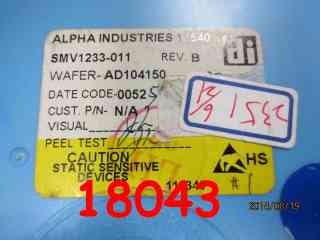 ALPHA INDUSTRIES
SMV1233-011 REV. B
WAFER- AD104150
DATE CODE-0052
CUST. P/N- N/A
VISUAL
PEEL TEST
CAUTION
STATIC SENSITIVE
DEVICES
HS
#1
18043